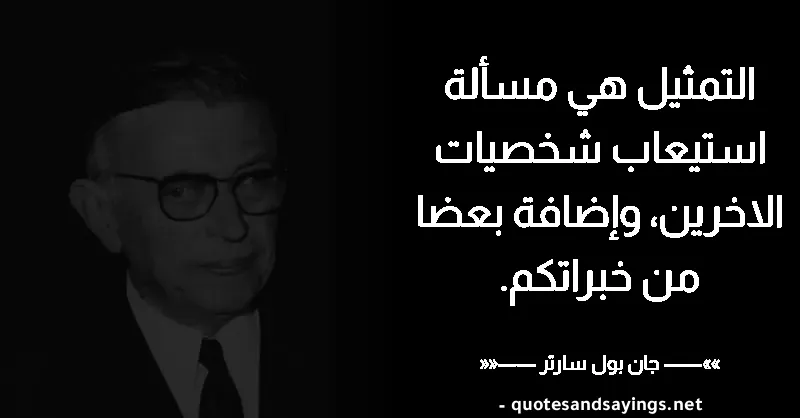 التمثيل هي مسألة
استيعاب شخصيات
الاخرين، وإضافة بعضا
من خبراتكم.
»»—— جان بول سارتر ——««
- quotesandsayings.net